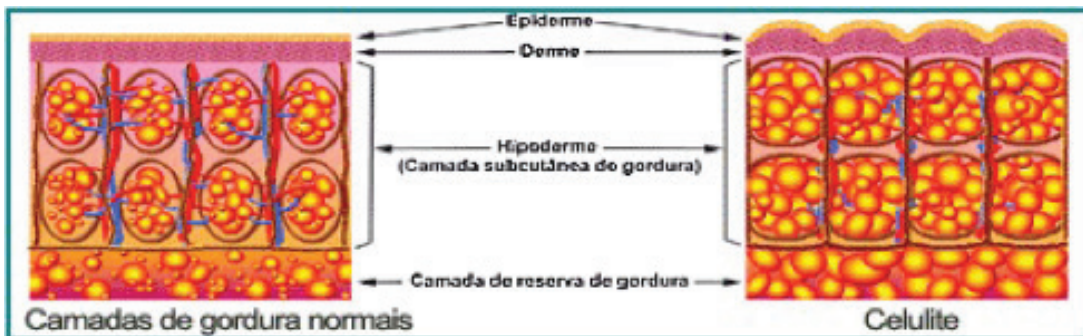 Epiderme
Derme
Hipoderme
(Camada subcutânea de gordura)
Camada de reserva de gordura
Camadas de gordura normais
Celulite